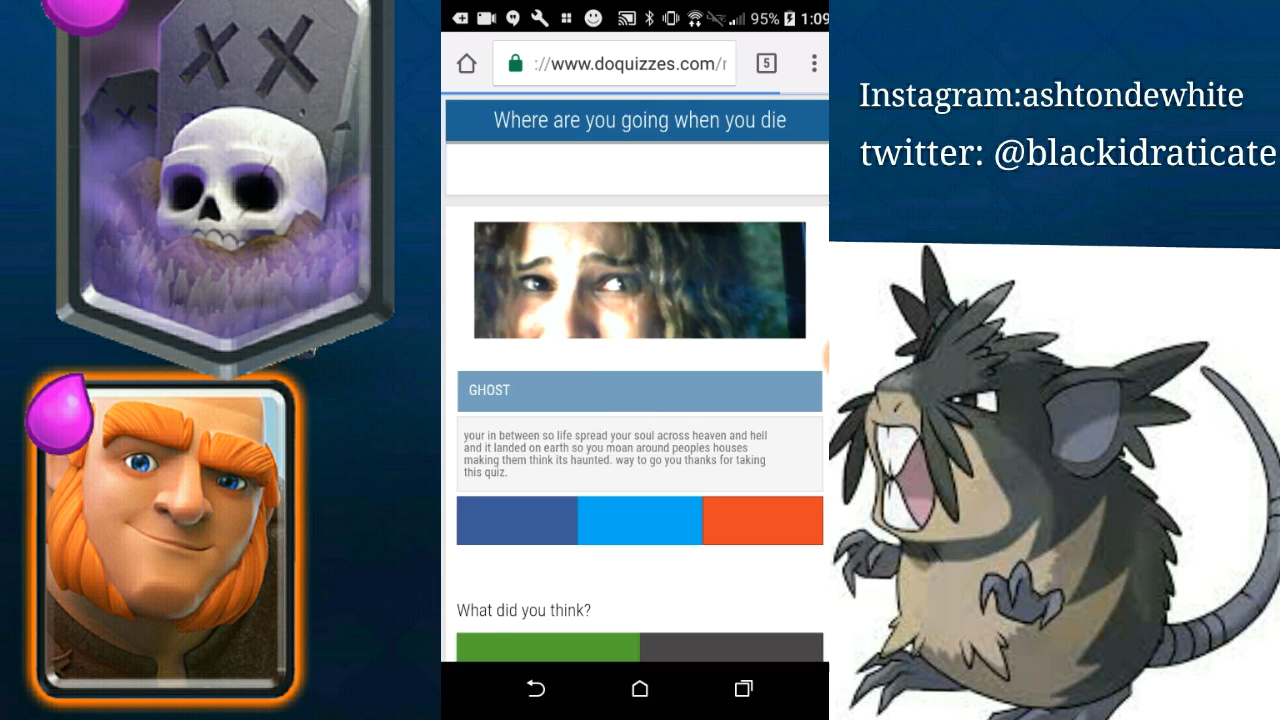 95% 1:09
://www.doquizzes.com/r
5
Where are you going when you die
GHOST
your in between so life spread your soul across heaven and hell
and it landed on earth so you moan around peoples houses
making them think its haunted. way to go you thanks for taking
this quiz.
What did you think?
Instagram:ashtondewhite
twitter: @blackidraticate